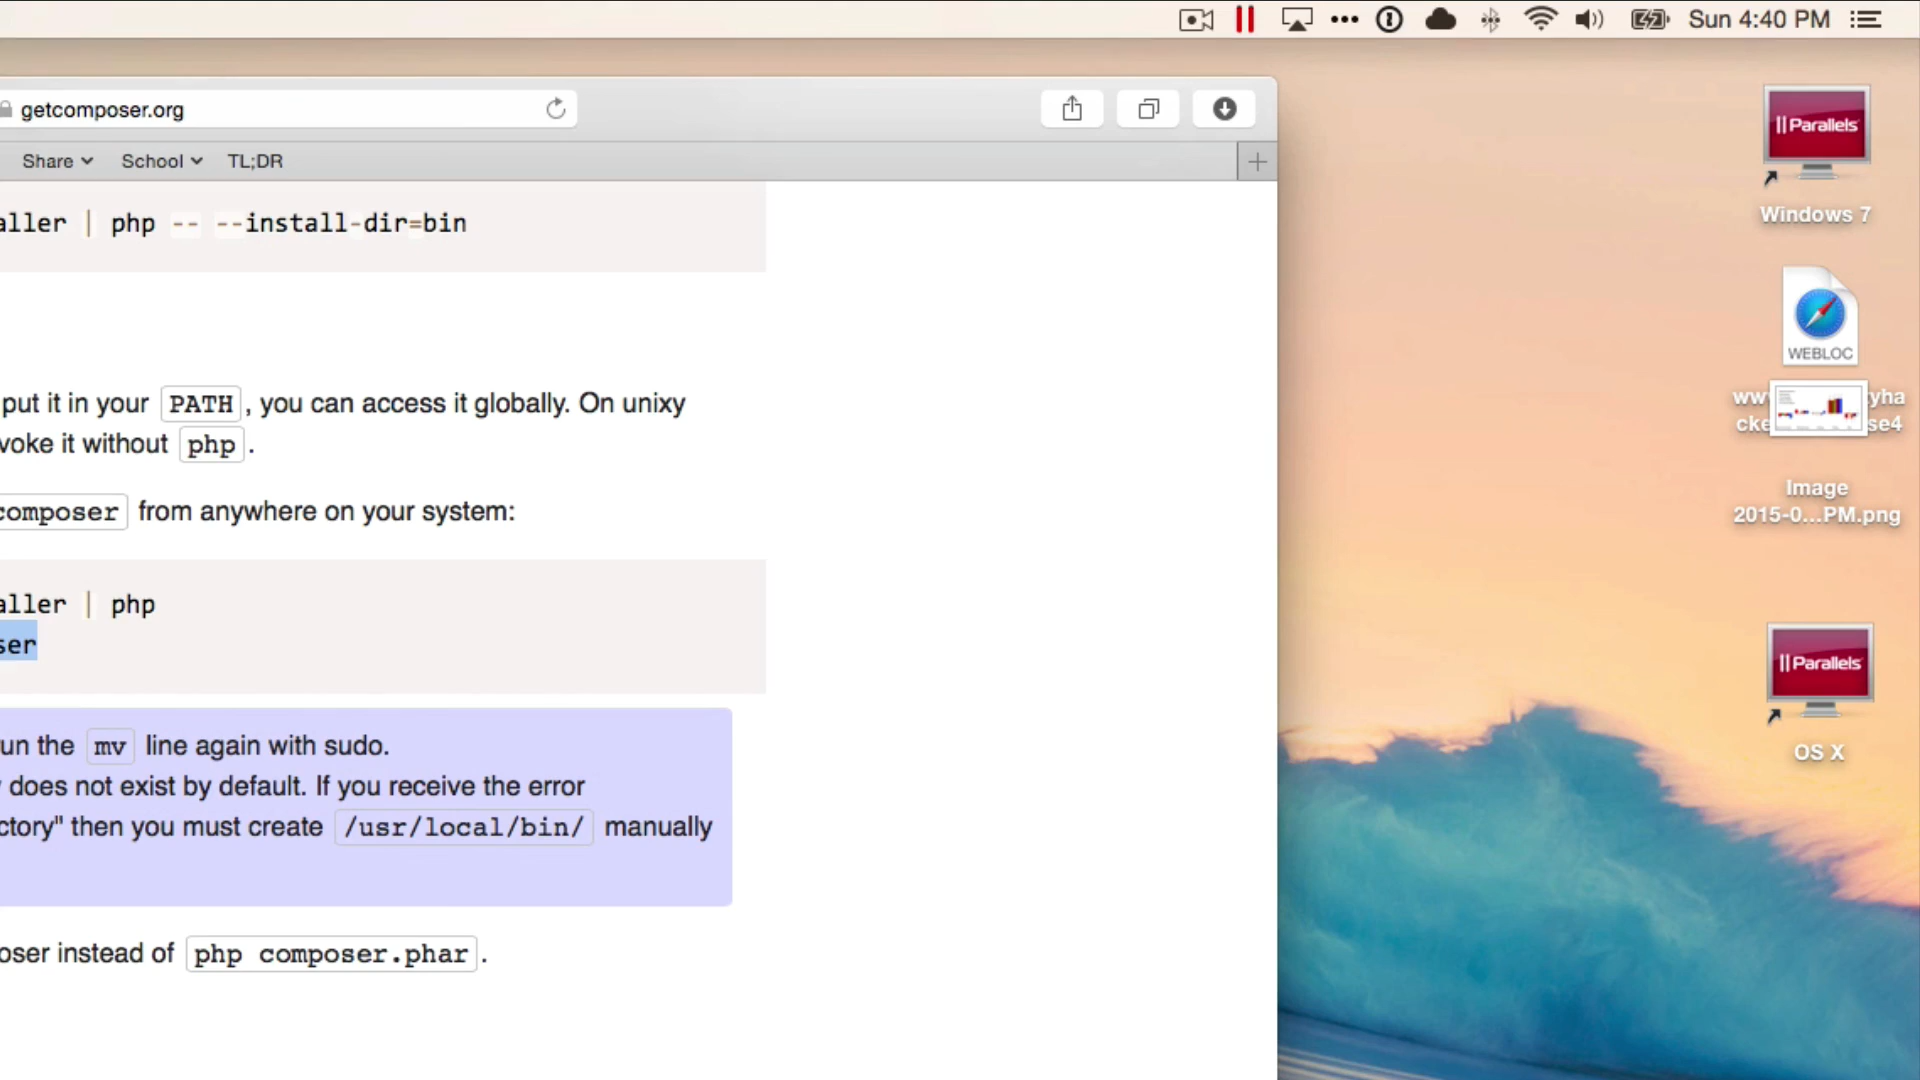 Sun 4:40 PM
getcomposer.org
Share School TL;DR
aller | php -- --install-dir=bin
put it in your PATH, you can access it globally. On unixy
voke it without php.
composer from anywhere on your system:
aller | php
ser
un the mv line again with sudo.
does not exist by default. If you receive the error
ctory" then you must create /usr/local/bin/ manually
oser instead of php composer.phar.
Parallels
Windows 7
WEBLOC
ww yha
cke se4
Image
2015-0...PM.png
Parallels
OS X